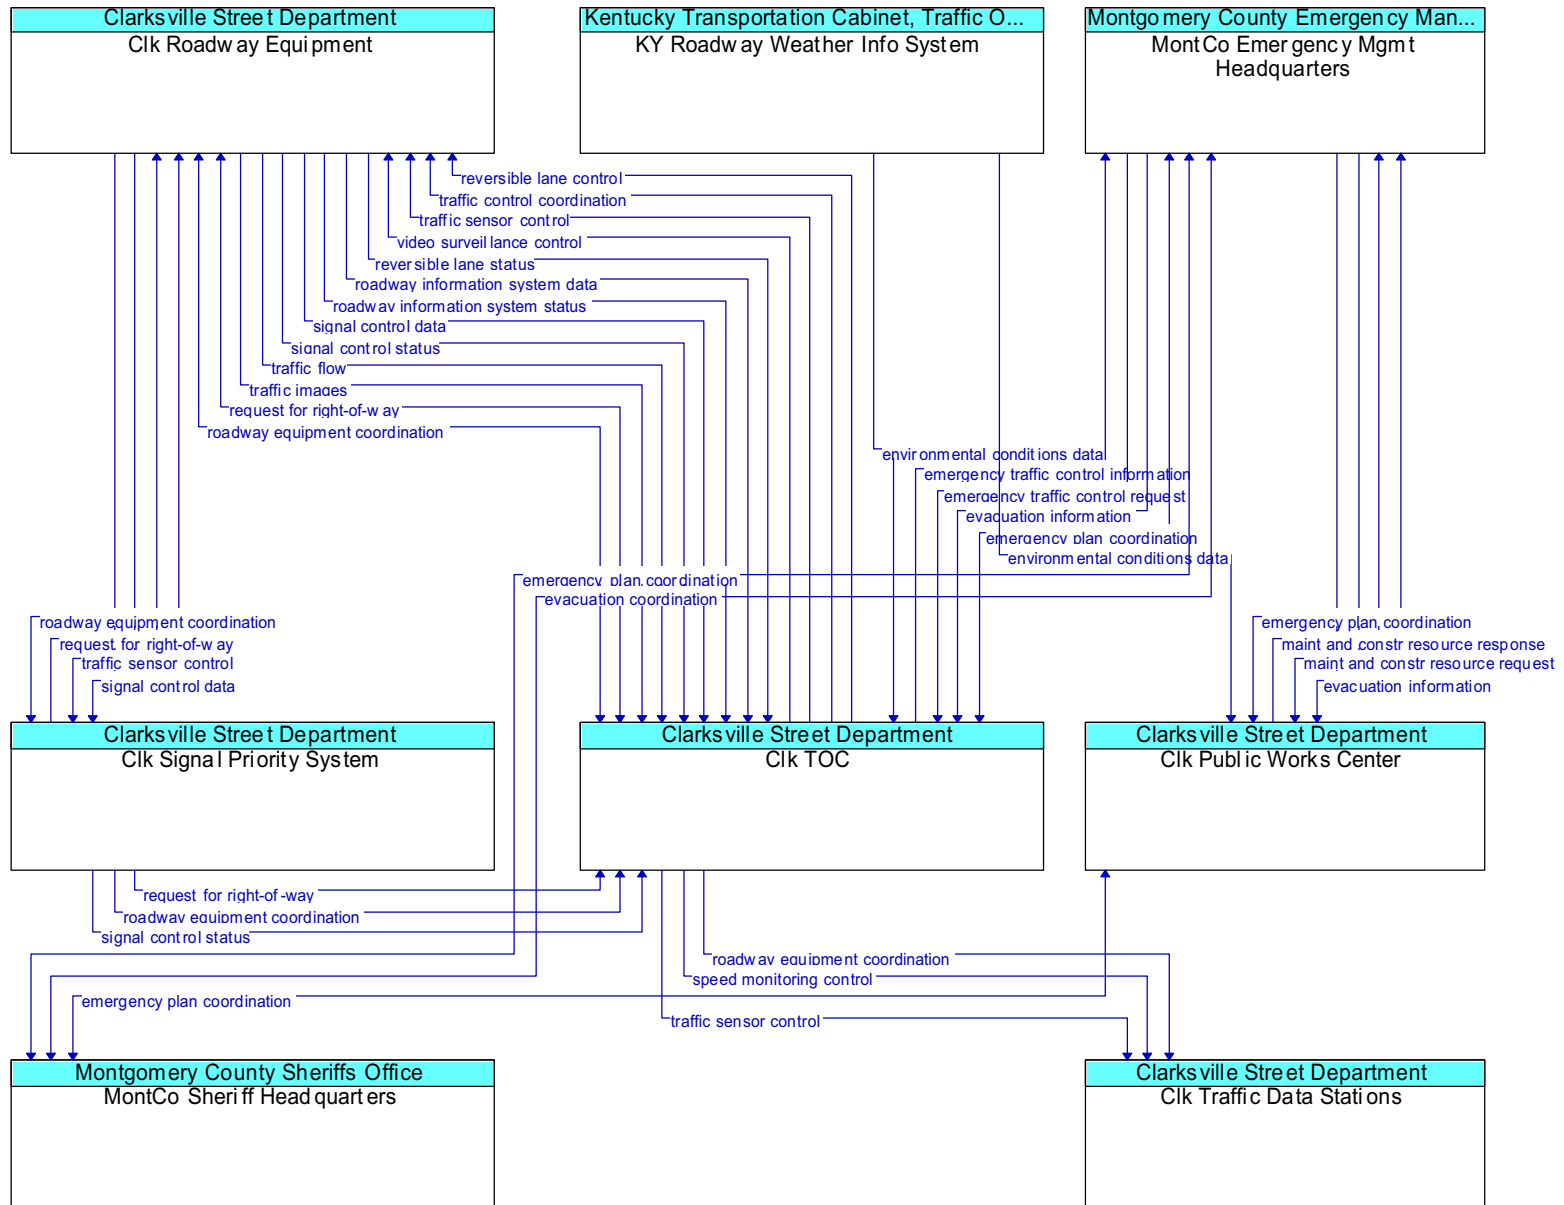 Clarksville Street Department
Clk Roadway Equipment
Kentucky Transportation Cabinet, Traffic O...
KY Roadway Weather Info System
Montgomery County Emergency Man...
MontCo Emergency Mgmt
Headquarters
reversible lane control
traffic control coordination
traffic sensor control
video surveillance control
reversible lane status
roadway information system data
roadway information system status
signal control data
signal control status
traffic flow
traffic images
request for right-of-way
roadway equipment coordination
environmental conditions data
emergency traffic control information
emergency traffic control request
evacuation information
emergency plan coordination
environmental conditions data
emergency plan coordination
evacuation coordination
roadway equipment coordination
request for right-of-way
traffic sensor control
signal control data
emergency plan coordination
maint and constr resource response
maint and constr resource request
evacuation information
Clarksville Street Department
Clk Signal Priority System
Clarksville Street Department
Clk TOC
Clarksville Street Department
Clk Public Works Center
request for right-of-way
roadway equipment coordination
signal control status
roadway equipment coordination
speed monitoring control
emergency plan coordination
traffic sensor control
Montgomery County Sheriffs Office
MontCo Sheriff Headquarters
Clarksville Street Department
Clk Traffic Data Stations